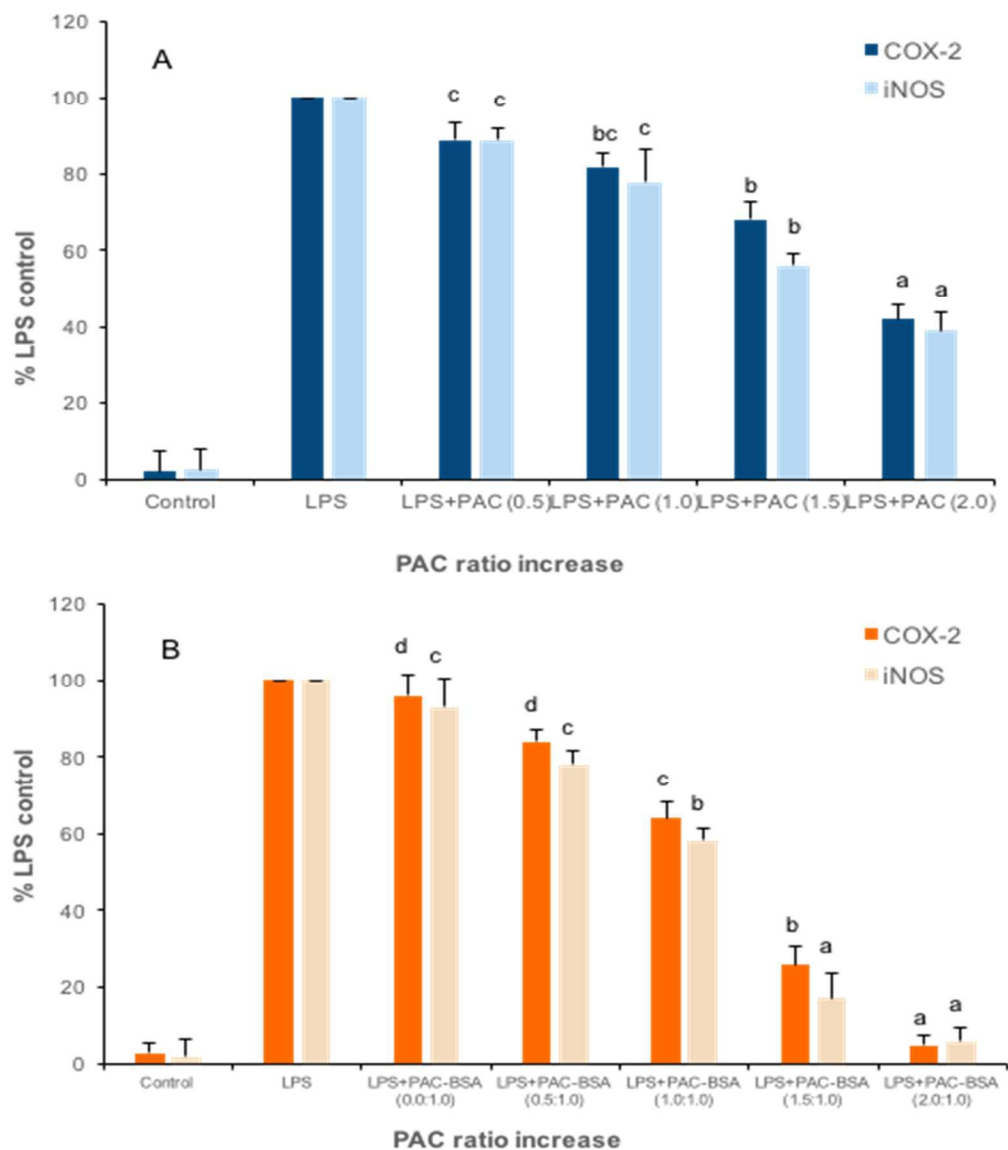 120
A
COX-2
iNOS
100
c
c
bc
c
80
b
b
60
a
a
40
20
0
% LPS control
Control
LPS
LPS+PAC (0.5)
LPS+PAC (1.0)
LPS+PAC (1.5)
LPS+PAC (2.0)
PAC ratio increase
120
B
COX-2
iNOS
d
c
100
d
c
80
c
b
60
40
b
a
20
a
a
0
% LPS control
Control
LPS
LPS+PAC-BSA
(0.0:1.0)
LPS+PAC-BSA
(0.5:1.0)
LPS+PAC-BSA
(1.0:1.0)
LPS+PAC-BSA
(1.5:1.0)
LPS+PAC-BSA
(2.0:1.0)
PAC ratio increase